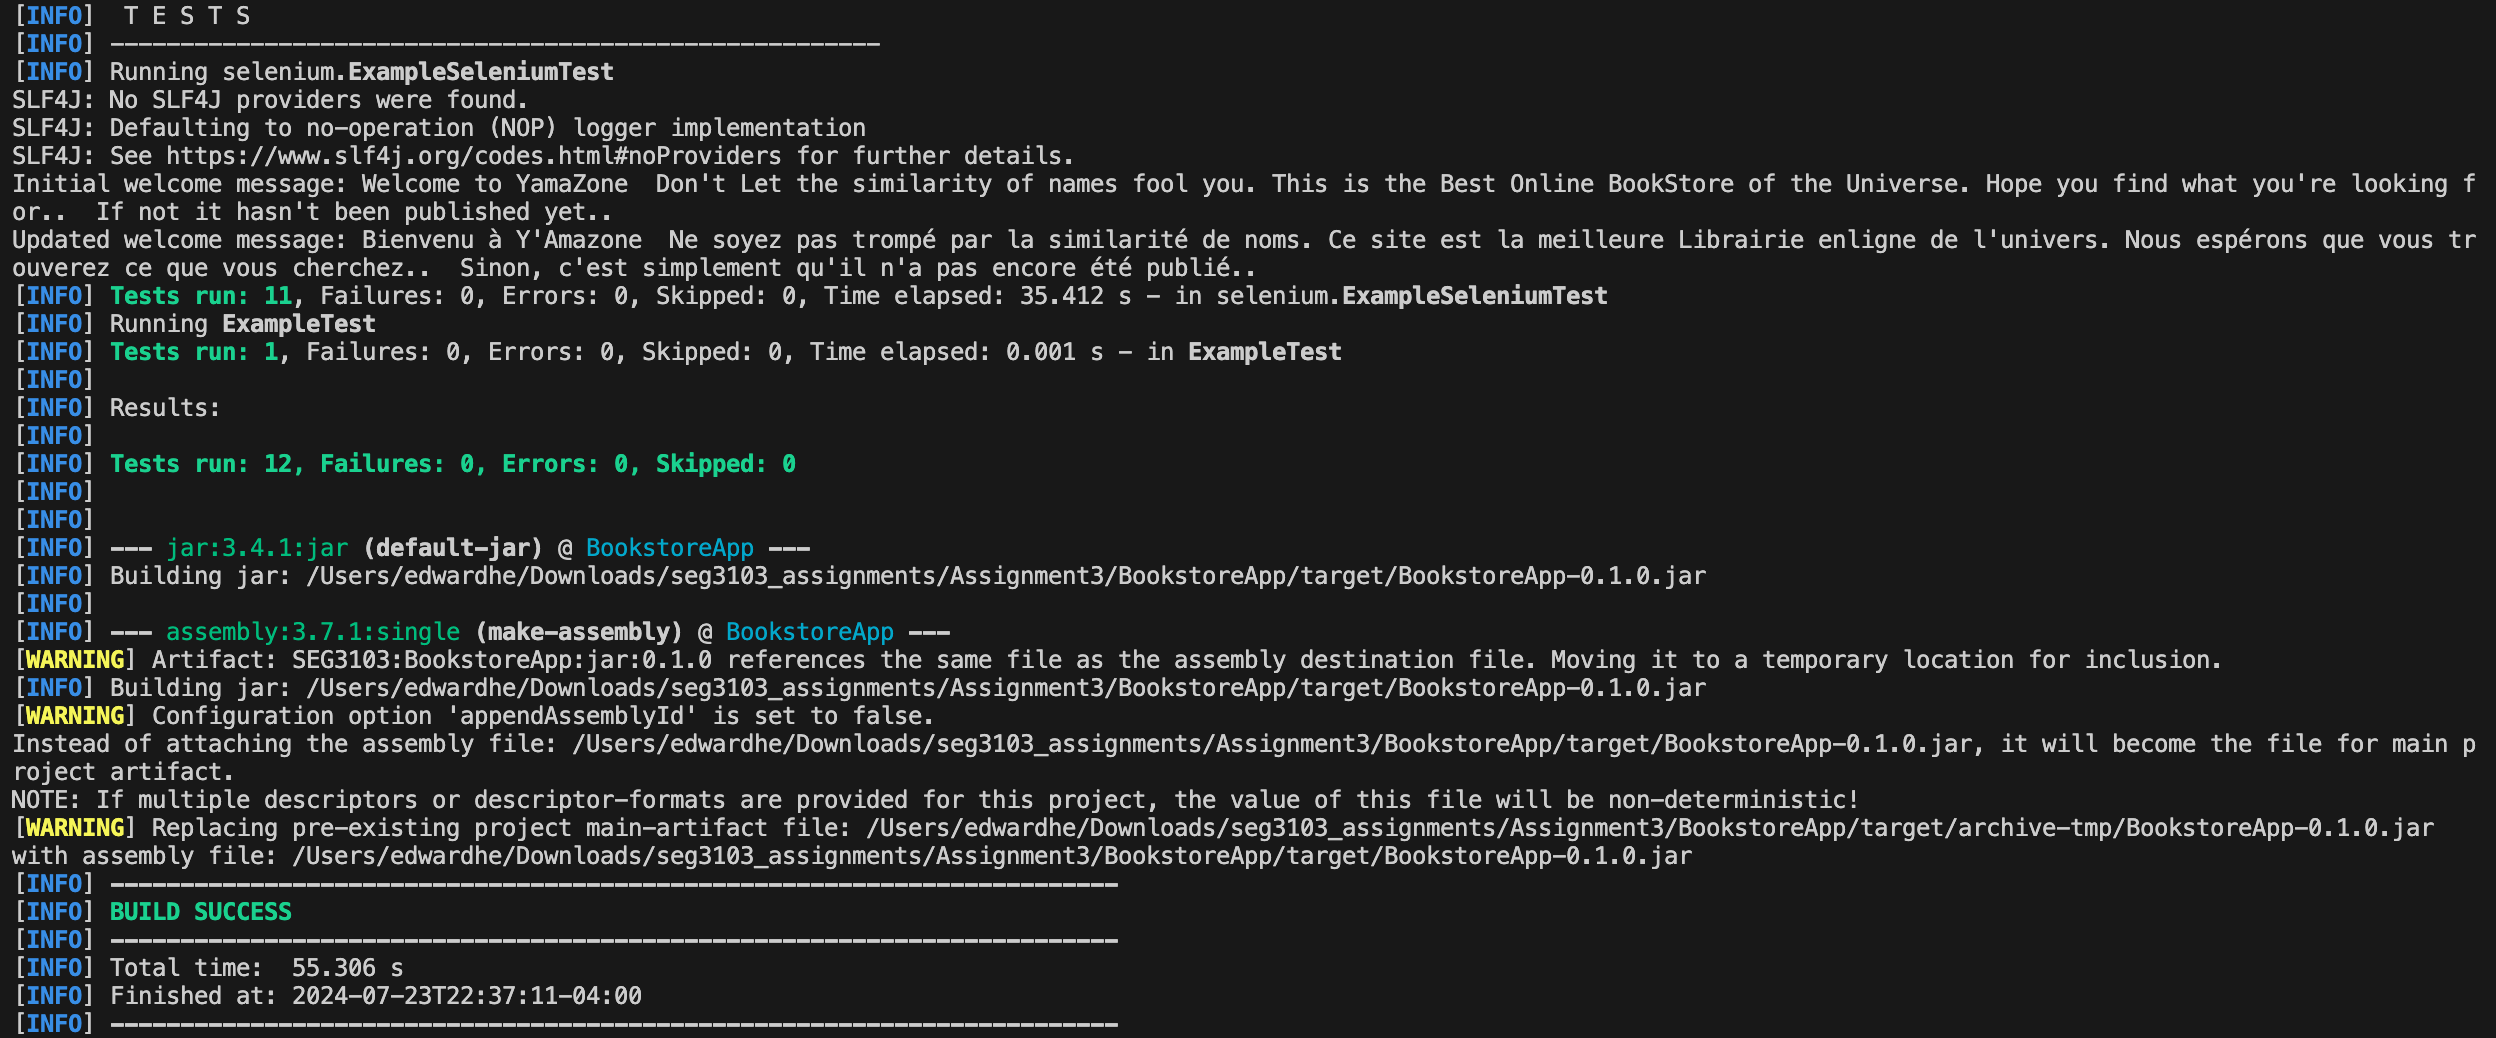 [INFO]  T E S T S
[INFO] -------------------------------------------------------
[INFO] Running selenium.ExampleSeleniumTest
SLF4J: No SLF4J providers were found.
SLF4J: Defaulting to no-operation (NOP) logger implementation
SLF4J: See https://www.slf4j.org/codes.html#noProviders for further details.
Initial welcome message: Welcome to YamaZone  Don't Let the similarity of names fool you. This is the Best Online BookStore of the Universe. Hope you find what you're looking f
or..  If not it hasn't been published yet..
Updated welcome message: Bienvenu à Y'Amazone  Ne soyez pas trompé par la similarité de noms. Ce site est la meilleure Librairie enligne de l'univers. Nous espérons que vous tr
ouverez ce que vous cherchez..  Sinon, c'est simplement qu'il n'a pas encore été publié..
[INFO] Tests run: 11, Failures: 0, Errors: 0, Skipped: 0, Time elapsed: 35.412 s - in selenium.ExampleSeleniumTest
[INFO] Running ExampleTest
[INFO] Tests run: 1, Failures: 0, Errors: 0, Skipped: 0, Time elapsed: 0.001 s - in ExampleTest
[INFO]
[INFO] Results:
[INFO]
[INFO] Tests run: 12, Failures: 0, Errors: 0, Skipped: 0
[INFO]
[INFO]
[INFO] --- jar:3.4.1:jar (default-jar) @ BookstoreApp ---
[INFO] Building jar: /Users/edwardhe/Downloads/seg3103_assignments/Assignment3/BookstoreApp/target/BookstoreApp-0.1.0.jar
[INFO]
[INFO] --- assembly:3.7.1:single (make-assembly) @ BookstoreApp ---
[WARNING] Artifact: SEG3103:BookstoreApp:jar:0.1.0 references the same file as the assembly destination file. Moving it to a temporary location for inclusion.
[INFO] Building jar: /Users/edwardhe/Downloads/seg3103_assignments/Assignment3/BookstoreApp/target/BookstoreApp-0.1.0.jar
[WARNING] Configuration option 'appendAssemblyId' is set to false.
Instead of attaching the assembly file: /Users/edwardhe/Downloads/seg3103_assignments/Assignment3/BookstoreApp/target/BookstoreApp-0.1.0.jar, it will become the file for main p
roject artifact.
NOTE: If multiple descriptors or descriptor-formats are provided for this project, the value of this file will be non-deterministic!
[WARNING] Replacing pre-existing project main-artifact file: /Users/edwardhe/Downloads/seg3103_assignments/Assignment3/BookstoreApp/target/archive-tmp/BookstoreApp-0.1.0.jar
with assembly file: /Users/edwardhe/Downloads/seg3103_assignments/Assignment3/BookstoreApp/target/BookstoreApp-0.1.0.jar
[INFO] ------------------------------------------------------------------------
[INFO] BUILD SUCCESS
[INFO] ------------------------------------------------------------------------
[INFO] Total time:  55.306 s
[INFO] Finished at: 2024-07-23T22:37:11-04:00
[INFO] ------------------------------------------------------------------------